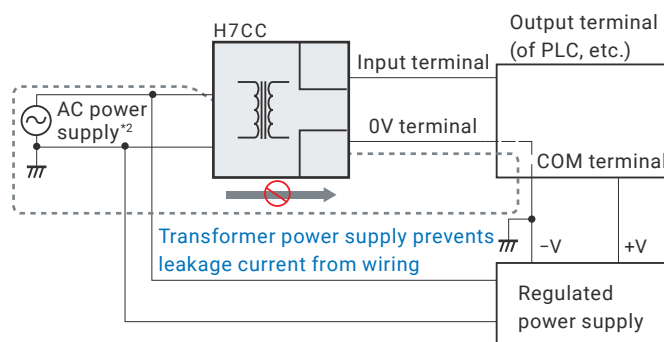 H7CC
Output terminal
(of PLC, etc.)
Input terminal
AC power
supply*2
0V terminal
COM terminal
Transformer power supply prevents
leakage current from wiring
−V
+V
Regulated
power supply